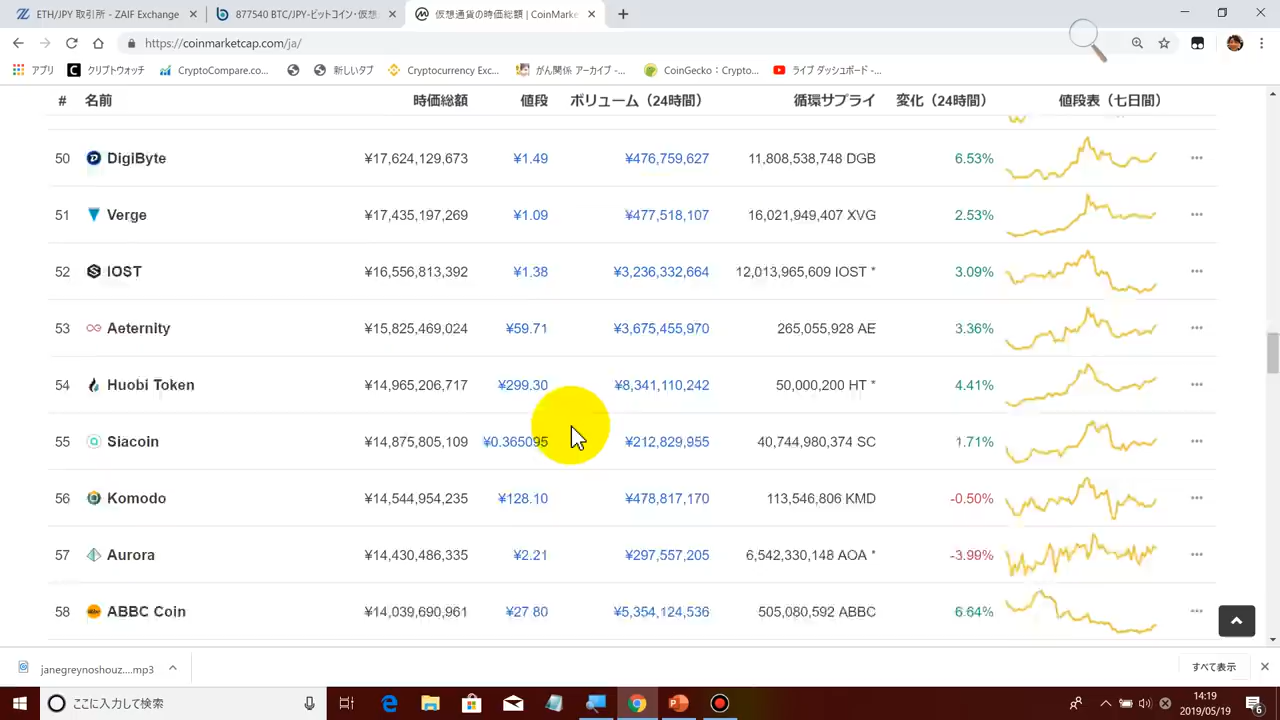 ETH/JPY 取引所 - ZAIF Exchange
877540 BTC/JPY-ビットコイン・仮想
仮想通貨の時価総額 | CoinMarke
https://coinmarketcap.com/ja/
アプリ
クリプトウォッチ
CryptoCompare.co...
新しいタブ
Cryptocurrency Exc...
がん関係 アーカイブ -...
CoinGecko：Crypto...
ライブ ダッシュボード -...
# 名前 時価総額 値段 ボリューム（24時間） 循環サプライ 変化（24時間） 値段表（七日間）
50 DigiByte ¥17,624,129,673 ¥1.49 ¥476,759,627 11,808,538,748 DGB 6.53%
51 Verge ¥17,435,197,269 ¥1.09 ¥477,518,107 16,021,949,407 XVG 2.53%
52 IOST ¥16,556,813,392 ¥1.38 ¥3,236,332,664 12,013,965,609 IOST * 3.09%
53 Aeternity ¥15,825,469,024 ¥59.71 ¥3,675,455,970 265,055,928 AE 3.36%
54 Huobi Token ¥14,965,206,717 ¥299.30 ¥8,341,110,242 50,000,200 HT * 4.41%
55 Siacoin ¥14,875,805,109 ¥0.365095 ¥212,829,955 40,744,980,374 SC 1.71%
56 Komodo ¥14,544,954,235 ¥128.10 ¥478,817,170 113,546,806 KMD -0.50%
57 Aurora ¥14,430,486,335 ¥2.21 ¥297,557,205 6,542,330,148 AOA * -3.99%
58 ABBC Coin ¥14,039,690,961 ¥27.80 ¥5,354,124,536 505,080,592 ABBC 6.64%
janegreynoshouz....mp3
すべて表示
ここに入力して検索
14:19
2019/05/19
6